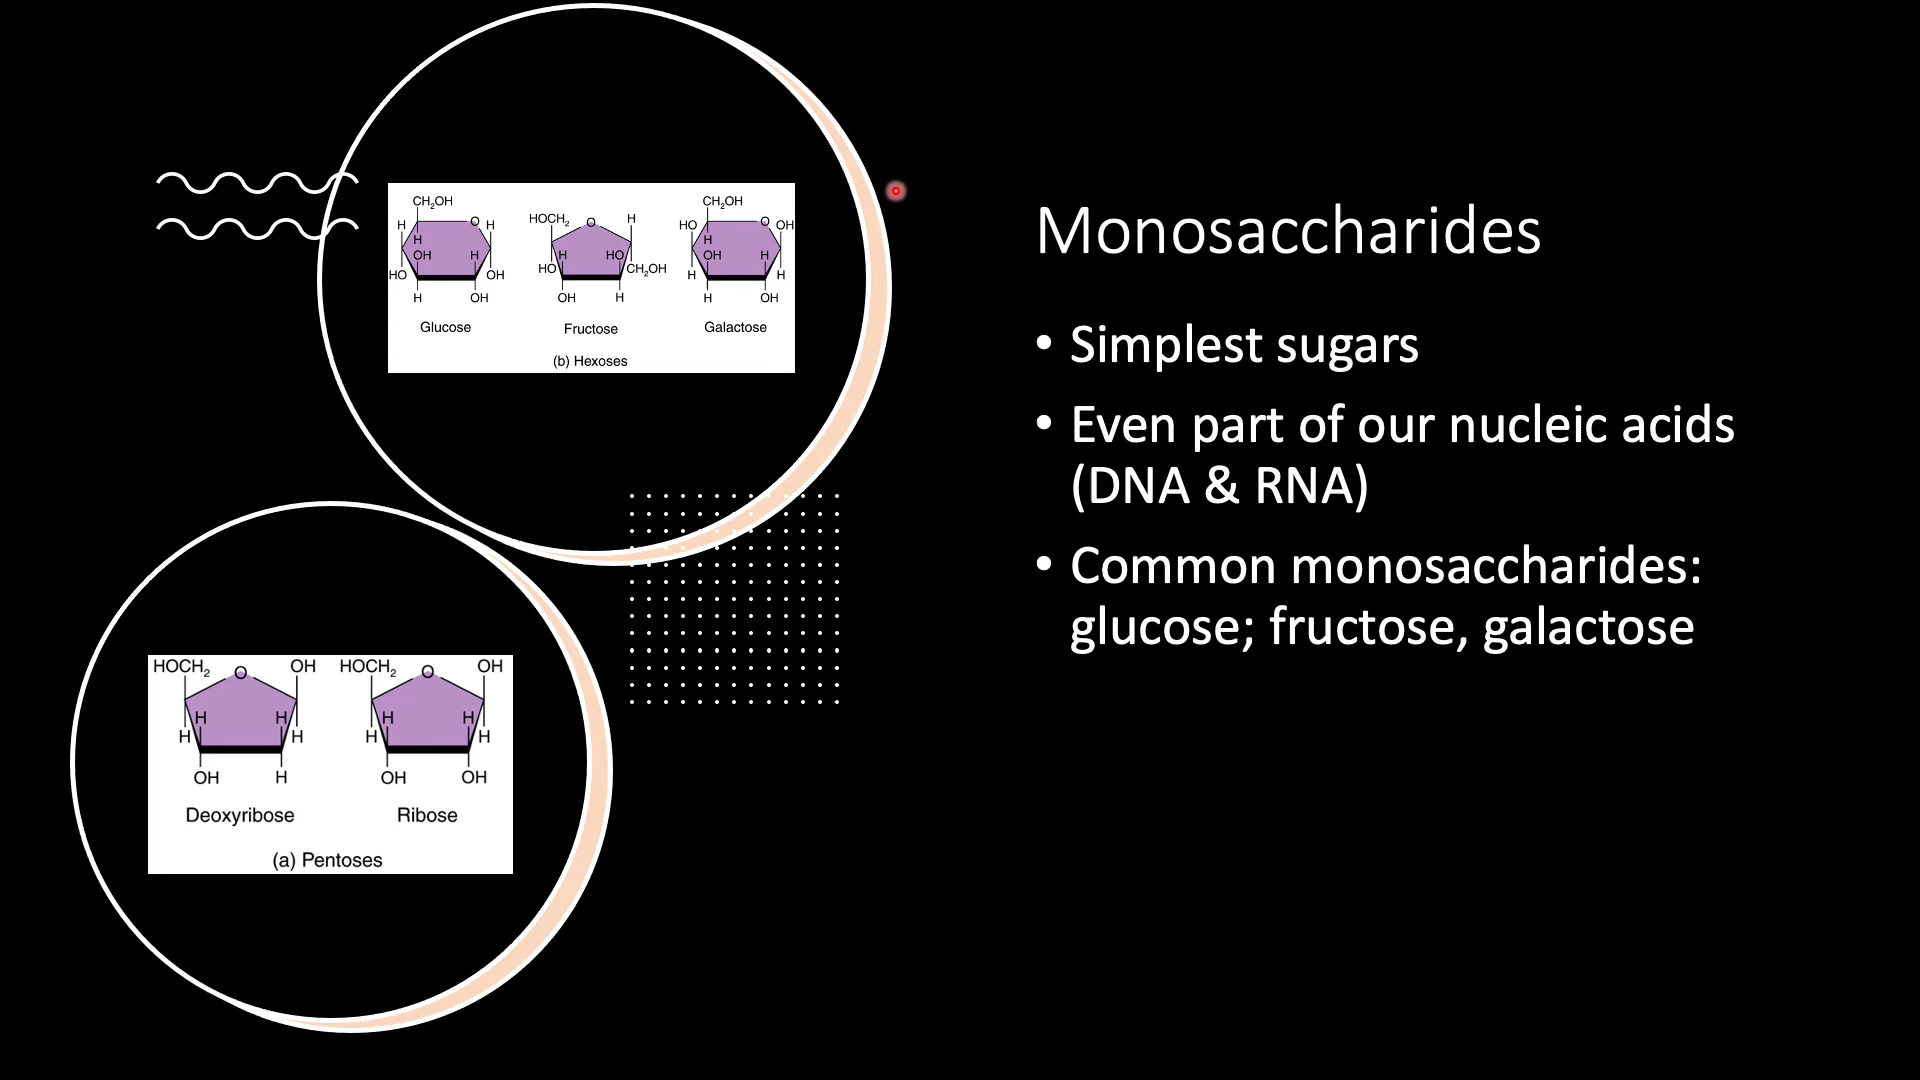 Monosaccharides
• Simplest sugars
• Even part of our nucleic acids
(DNA & RNA)
• Common monosaccharides:
glucose; fructose, galactose
CH₂OH
H O H
H
OH H
HO OH
H OH
Glucose
HOCH₂ O H
H HO
HO CH₂OH
OH H
Fructose
CH₂OH
HO O OH
H
OH H
H H
H OH
Galactose
(b) Hexoses
HOCH₂ O OH
H H
H H
OH H
Deoxyribose
HOCH₂ O OH
H H
H H
OH OH
Ribose
(a) Pentoses